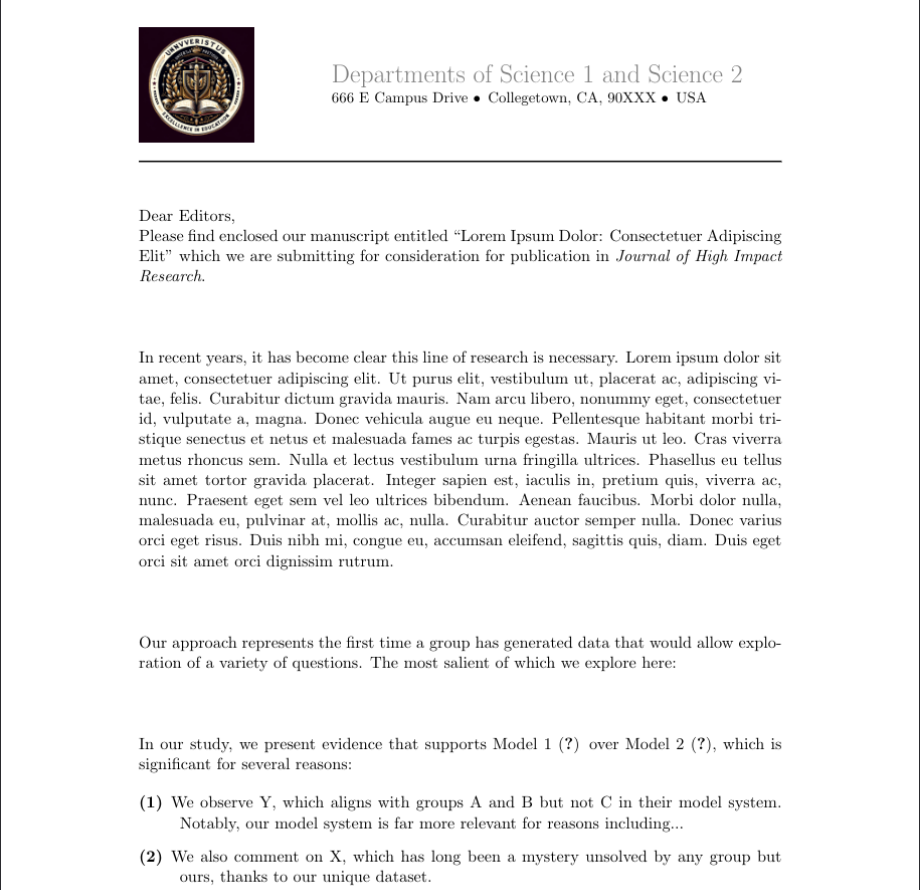 UNNVVERISTUS
EXCELLLENCE IN EDUCATION
Departments of Science 1 and Science 2
666 E Campus Drive • Collegetown, CA, 90XXX • USA
Dear Editors,
Please find enclosed our manuscript entitled “Lorem Ipsum Dolor: Consectetuer Adipiscing
Elit” which we are submitting for consideration for publication in Journal of High Impact
Research.
In recent years, it has become clear this line of research is necessary. Lorem ipsum dolor sit
amet, consectetuer adipiscing elit. Ut purus elit, vestibulum ut, placerat ac, adipiscing vi-
tae, felis. Curabitur dictum gravida mauris. Nam arcu libero, nonummy eget, consectetuer
id, vulputate a, magna. Donec vehicula augue eu neque. Pellentesque habitant morbi tri-
stique senectus et netus et malesuada fames ac turpis egestas. Mauris ut leo. Cras viverra
metus rhoncus sem. Nulla et lectus vestibulum urna fringilla ultrices. Phasellus eu tellus
sit amet tortor gravida placerat. Integer sapien est, iaculis in, pretium quis, viverra ac,
nunc. Praesent eget sem vel leo ultrices bibendum. Aenean faucibus. Morbi dolor nulla,
malesuada eu, pulvinar at, mollis ac, nulla. Curabitur auctor semper nulla. Donec varius
orci eget risus. Duis nibh mi, congue eu, accumsan eleifend, sagittis quis, diam. Duis eget
orci sit amet orci dignissim rutrum.
Our approach represents the first time a group has generated data that would allow explo-
ration of a variety of questions. The most salient of which we explore here:
In our study, we present evidence that supports Model 1 (?) over Model 2 (?), which is
significant for several reasons:
(1) We observe Y, which aligns with groups A and B but not C in their model system.
Notably, our model system is far more relevant for reasons including...
(2) We also comment on X, which has long been a mystery unsolved by any group but
ours, thanks to our unique dataset.